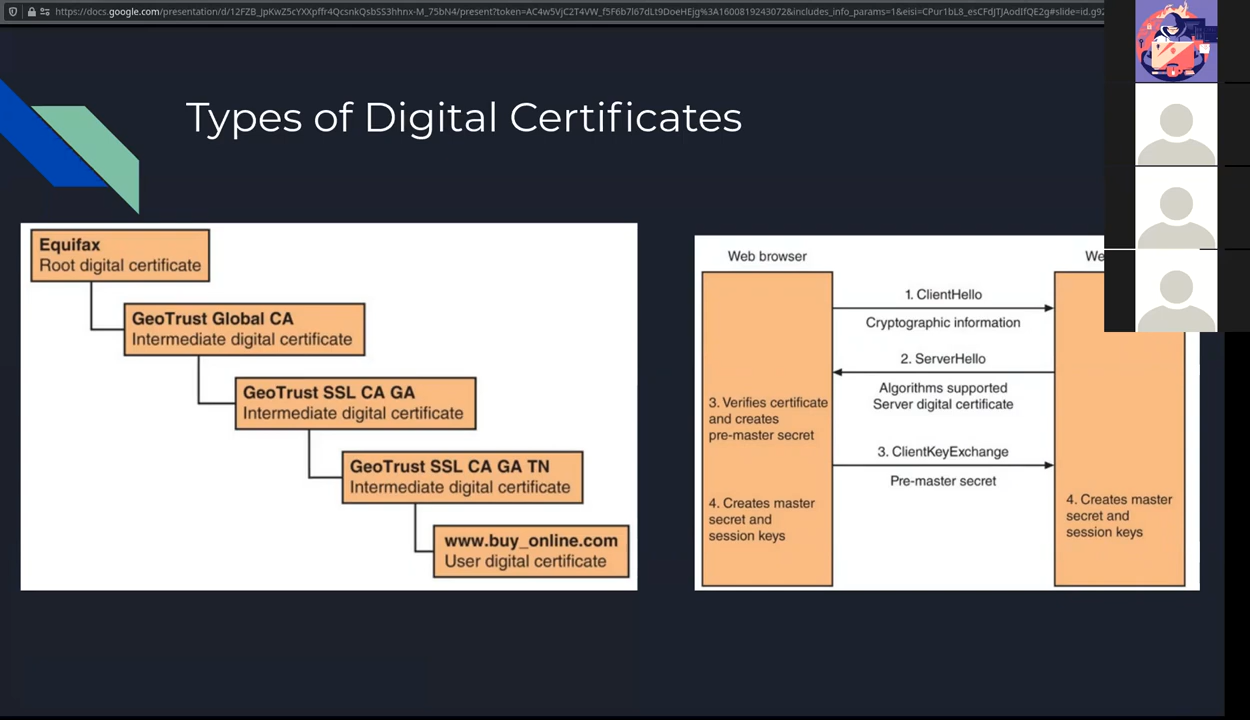 Types of Digital Certificates
Equifax
Root digital certificate
GeoTrust Global CA
Intermediate digital certificate
GeoTrust SSL CA GA
Intermediate digital certificate
GeoTrust SSL CA GA TN
Intermediate digital certificate
www.buy_online.com
User digital certificate
Web browser
1. ClientHello
Cryptographic information
2. ServerHello
Algorithms supported
Server digital certificate
3. Verifies certificate
and creates
pre-master secret
3. ClientKeyExchange
Pre-master secret
4. Creates master
secret and
session keys
4. Creates master
secret and
session keys